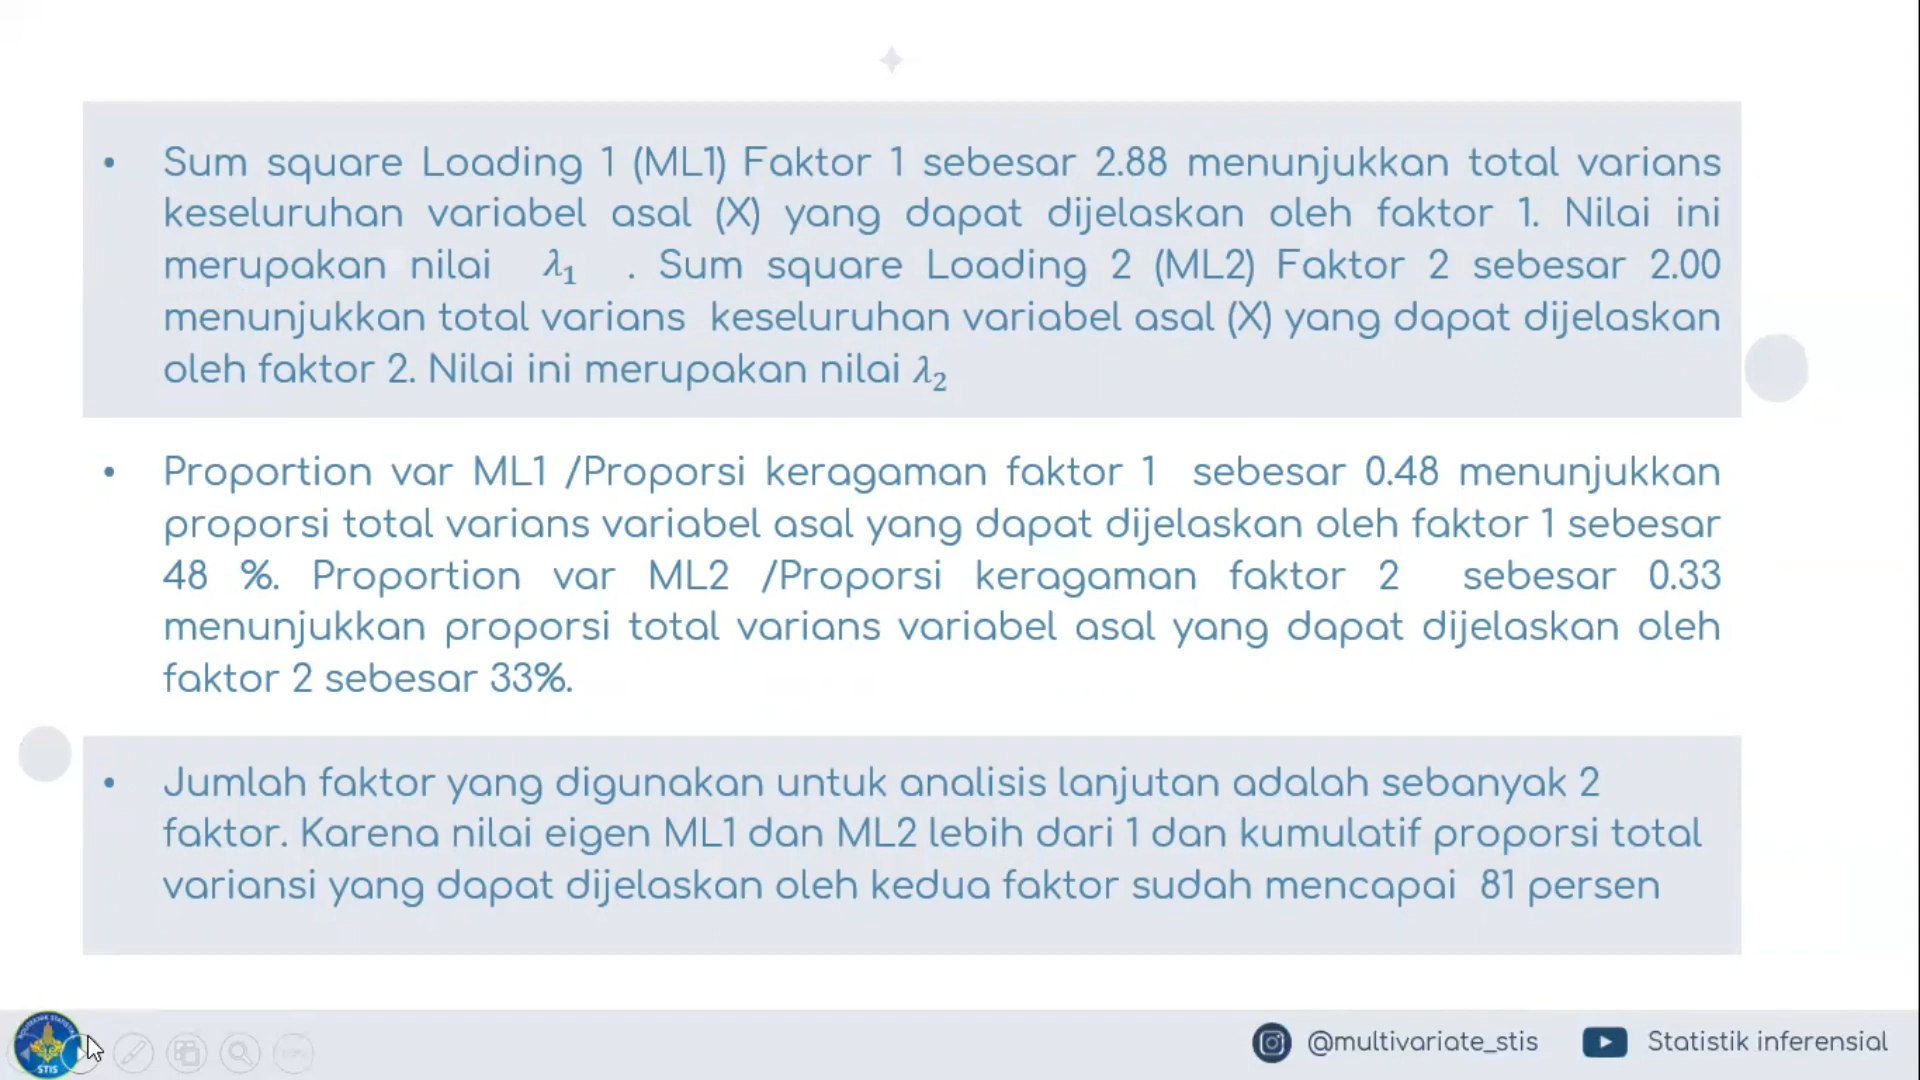 • Sum square Loading 1 (ML1) Faktor 1 sebesar 2.88 menunjukkan total varians
keseluruhan variabel asal (X) yang dapat dijelaskan oleh faktor 1. Nilai ini
merupakan nilai λ₁ . Sum square Loading 2 (ML2) Faktor 2 sebesar 2.00
menunjukkan total varians keseluruhan variabel asal (X) yang dapat dijelaskan
oleh faktor 2. Nilai ini merupakan nilai λ₂
• Proportion var ML1 /Proporsi keragaman faktor 1 sebesar 0.48 menunjukkan
proporsi total varians variabel asal yang dapat dijelaskan oleh faktor 1 sebesar
48 %. Proportion var ML2 /Proporsi keragaman faktor 2 sebesar 0.33
menunjukkan proporsi total varians variabel asal yang dapat dijelaskan oleh
faktor 2 sebesar 33%.
• Jumlah faktor yang digunakan untuk analisis lanjutan adalah sebanyak 2
faktor. Karena nilai eigen ML1 dan ML2 lebih dari 1 dan kumulatif proporsi total
variansi yang dapat dijelaskan oleh kedua faktor sudah mencapai 81 persen
STIS
@multivariate_stis
Statistik inferensial